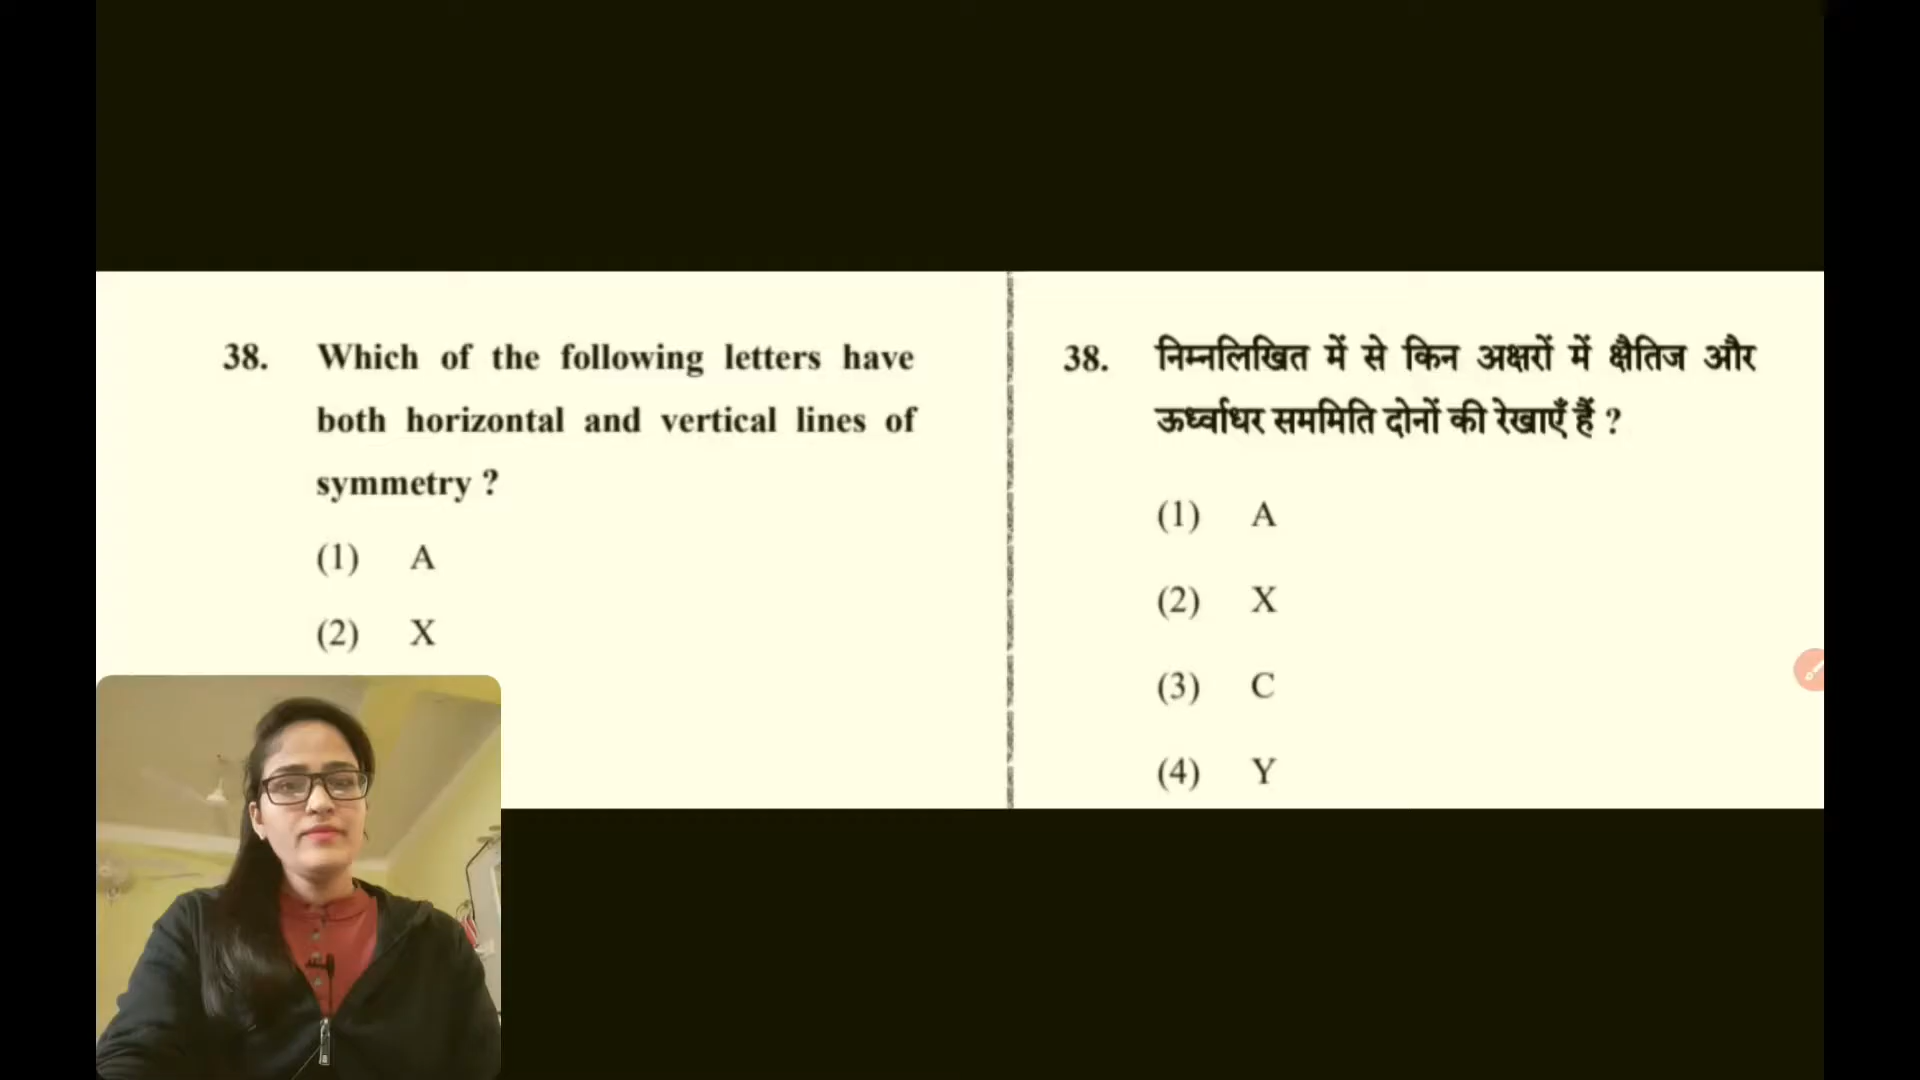 38. Which of the following letters have
both horizontal and vertical lines of
symmetry ?
(1) A
(2) X
38. निम्नलिखित में से किन अक्षरों में क्षैतिज और
ऊर्ध्वाधर सममिति दोनों की रेखाएँ हैं ?
(1) A
(2) X
(3) C
(4) Y